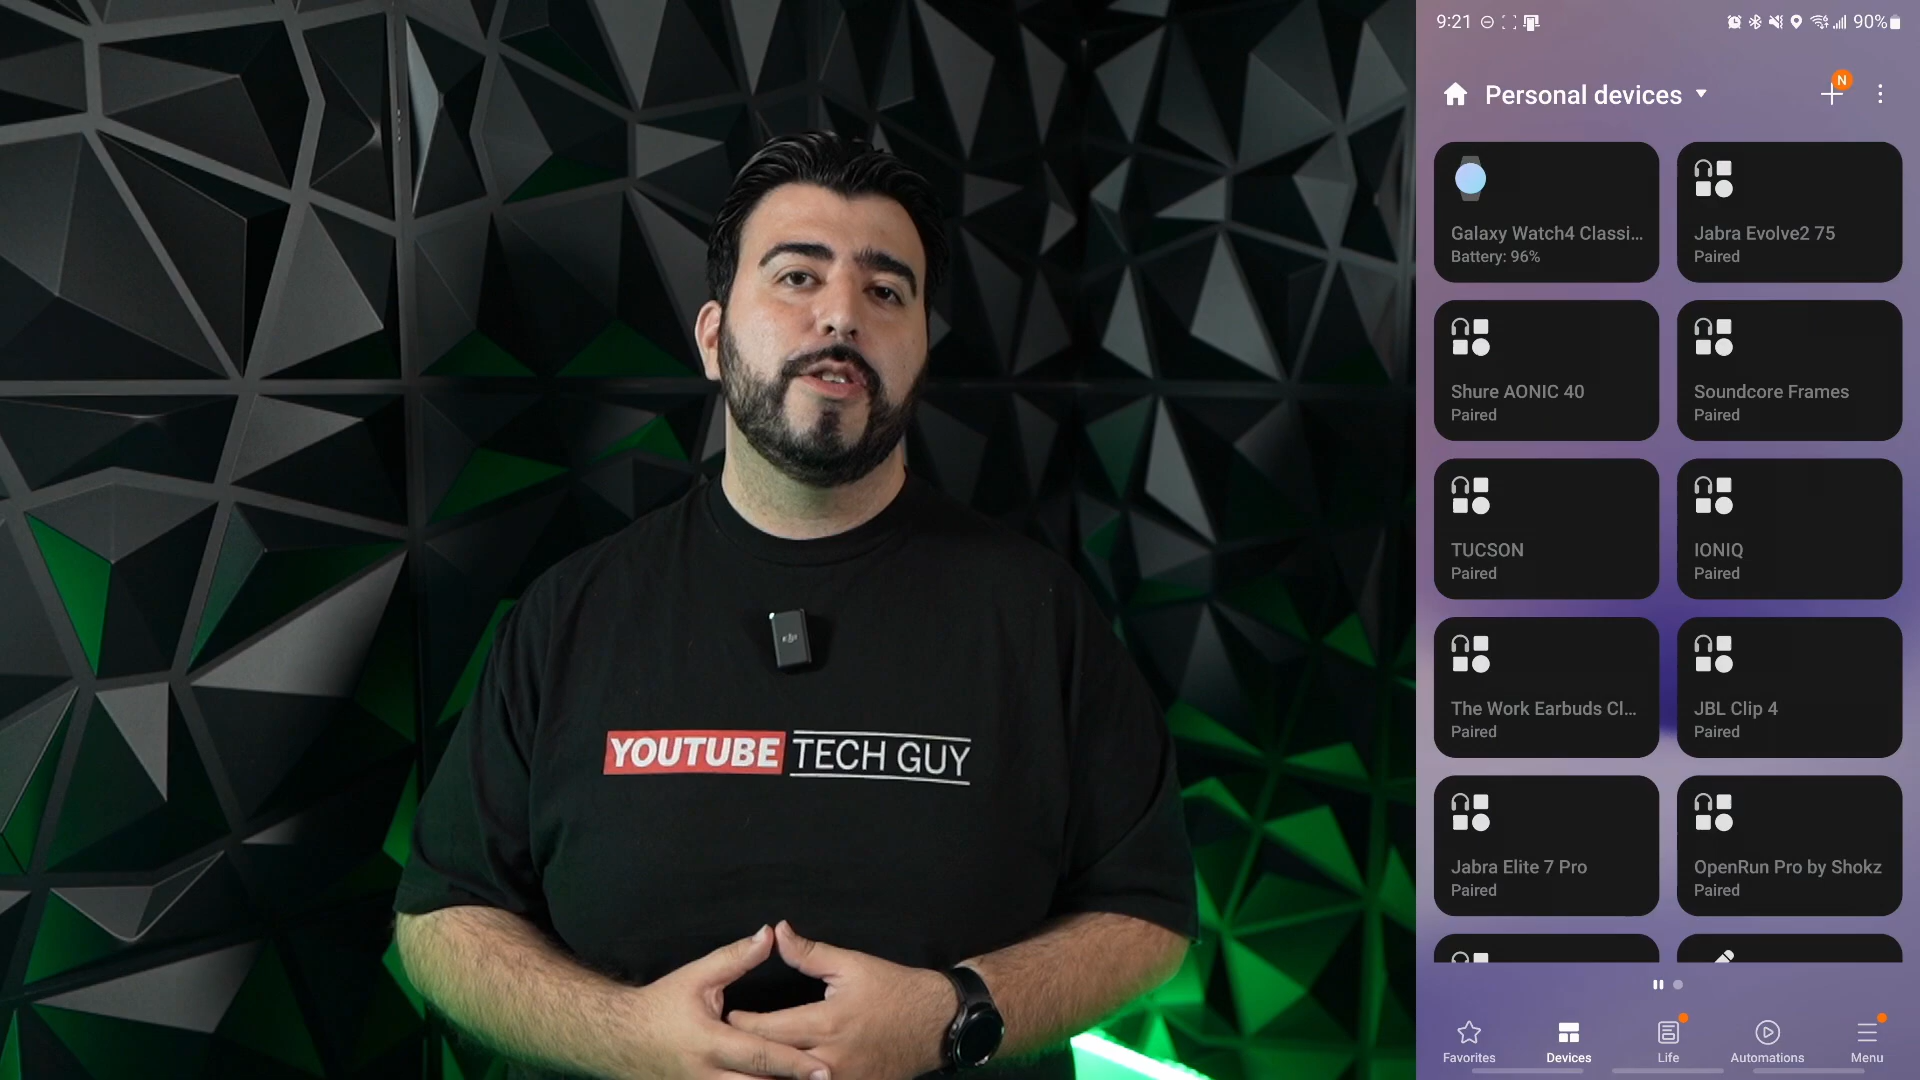 9:21
90%
Personal devices
N
Galaxy Watch4 Classi...
Battery: 96%
Jabra Evolve2 75
Paired
Shure AONIC 40
Paired
Soundcore Frames
Paired
TUCSON
Paired
IONIQ
Paired
The Work Earbuds Cl...
Paired
JBL Clip 4
Paired
Jabra Elite 7 Pro
Paired
OpenRun Pro by Shokz
Paired
Favorites
Devices
Life
Automations
Menu
dji
YOUTUBE TECH GUY